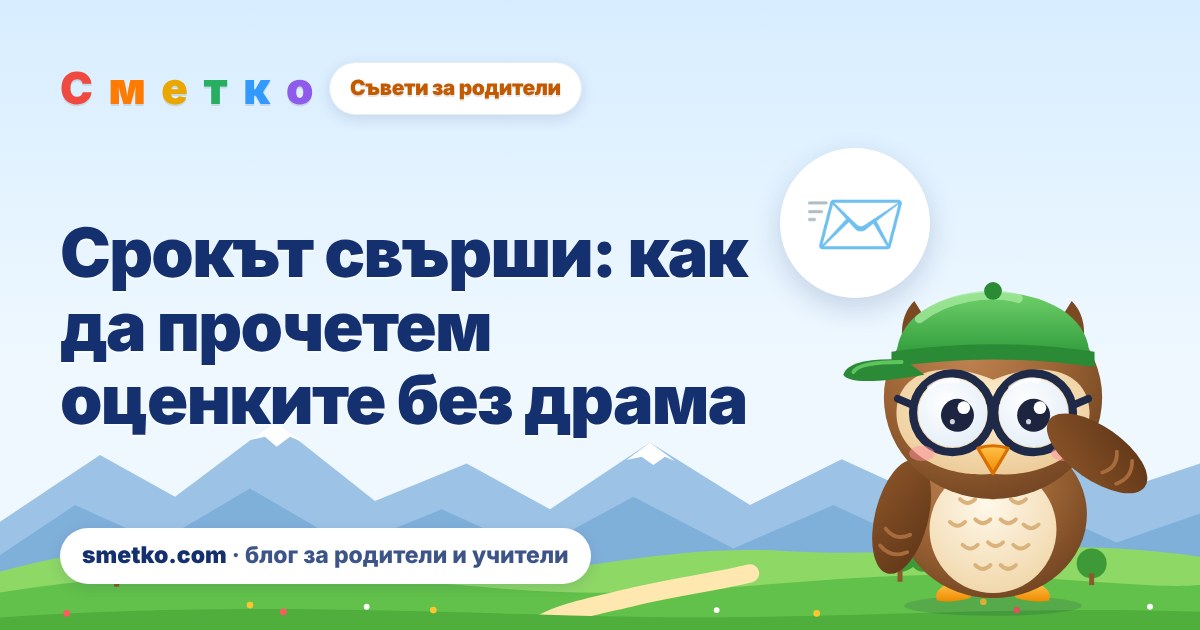 Сметко
Съвети за родители
Срокът свърши: как
да прочетем
оценките без драма
smetko.com · блог за родители и учители